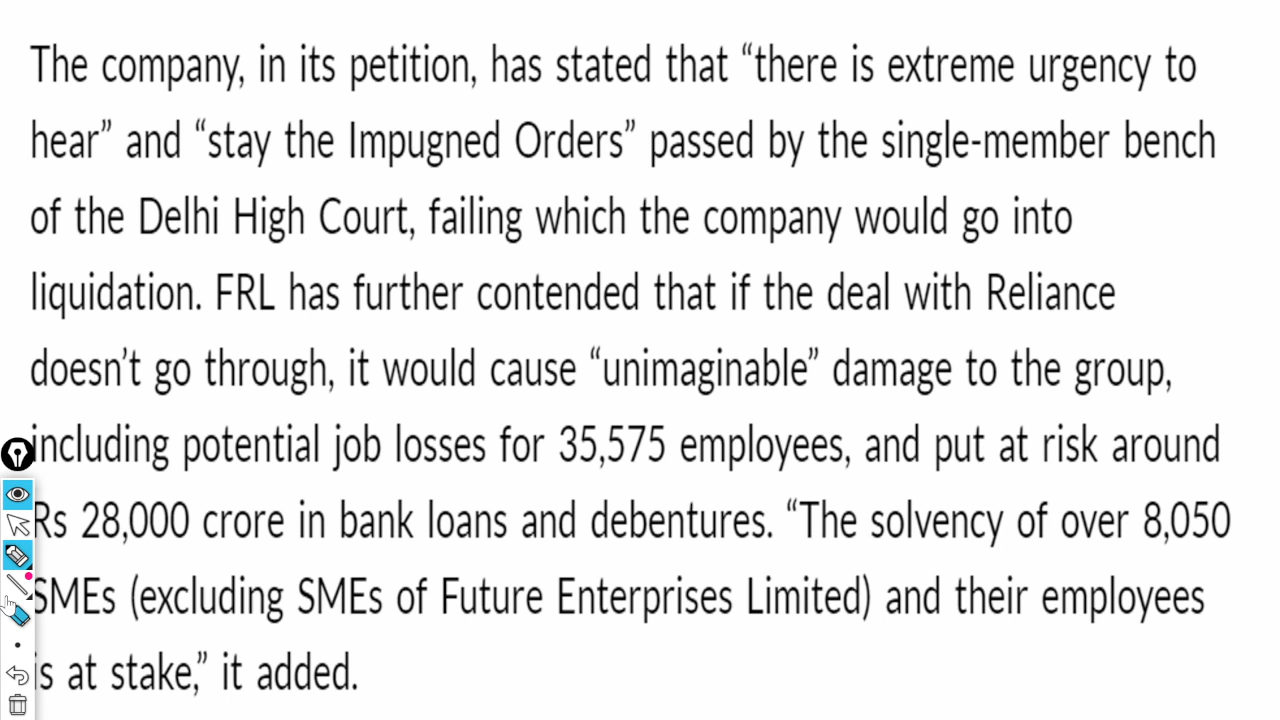 The company, in its petition, has stated that “there is extreme urgency to
hear” and “stay the Impugned Orders” passed by the single-member bench
of the Delhi High Court, failing which the company would go into
liquidation. FRL has further contended that if the deal with Reliance
doesn’t go through, it would cause “unimaginable” damage to the group,
including potential job losses for 35,575 employees, and put at risk around
Rs 28,000 crore in bank loans and debentures. “The solvency of over 8,050
SMEs (excluding SMEs of Future Enterprises Limited) and their employees
is at stake,” it added.